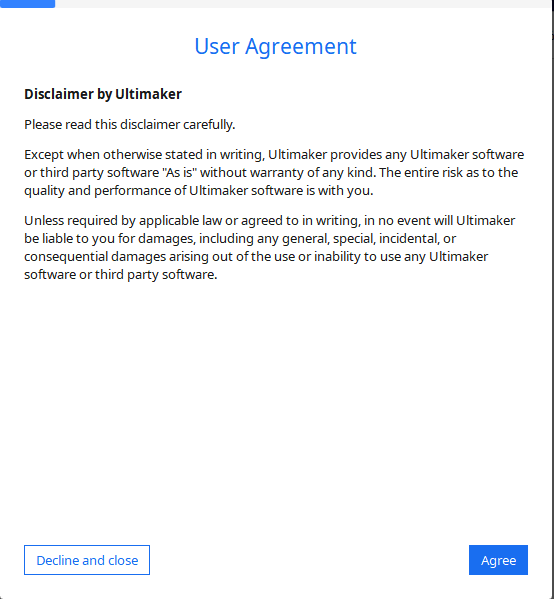 User Agreement
Disclaimer by Ultimaker
Please read this disclaimer carefully.
Except when otherwise stated in writing, Ultimaker provides any Ultimaker software
or third party software "As is" without warranty of any kind. The entire risk as to the
quality and performance of Ultimaker software is with you.
Unless required by applicable law or agreed to in writing, in no event will Ultimaker
be liable to you for damages, including any general, special, incidental, or
consequential damages arising out of the use or inability to use any Ultimaker
software or third party software.
Decline and close
Agree